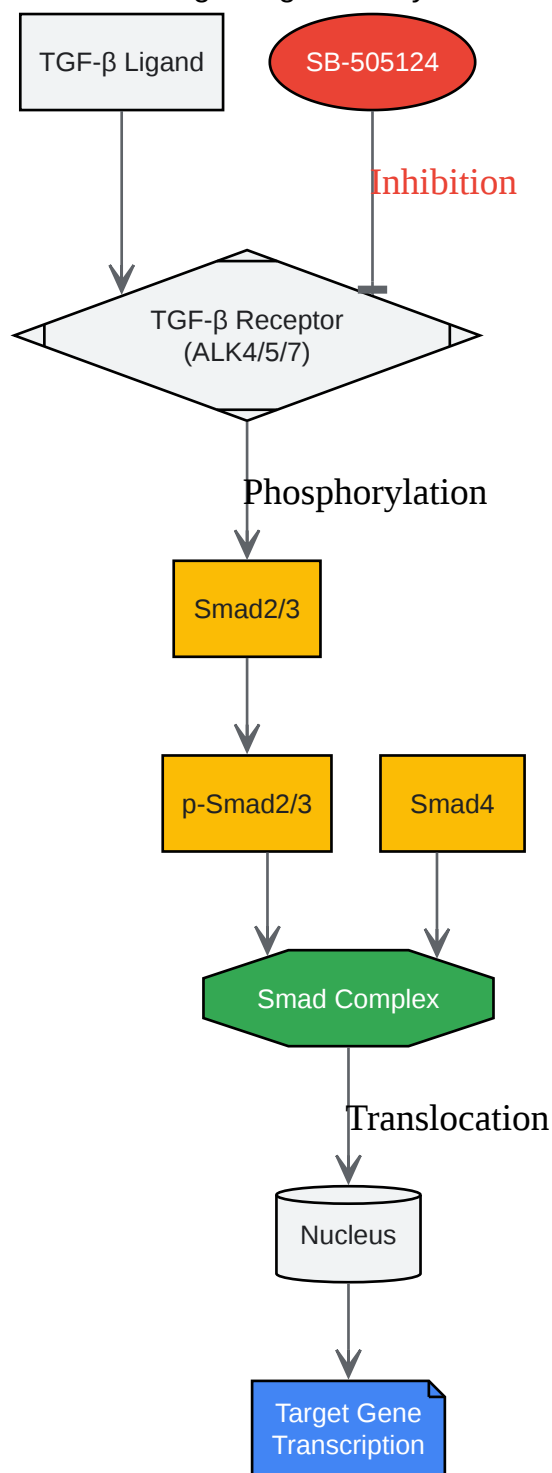 TGF-β Ligand
SB-505124
Inhibition
TGF-β Receptor
(ALK4/5/7)
Phosphorylation
Smad2/3
p-Smad2/3
Smad4
Smad Complex
Translocation
Nucleus
Target Gene
Transcription